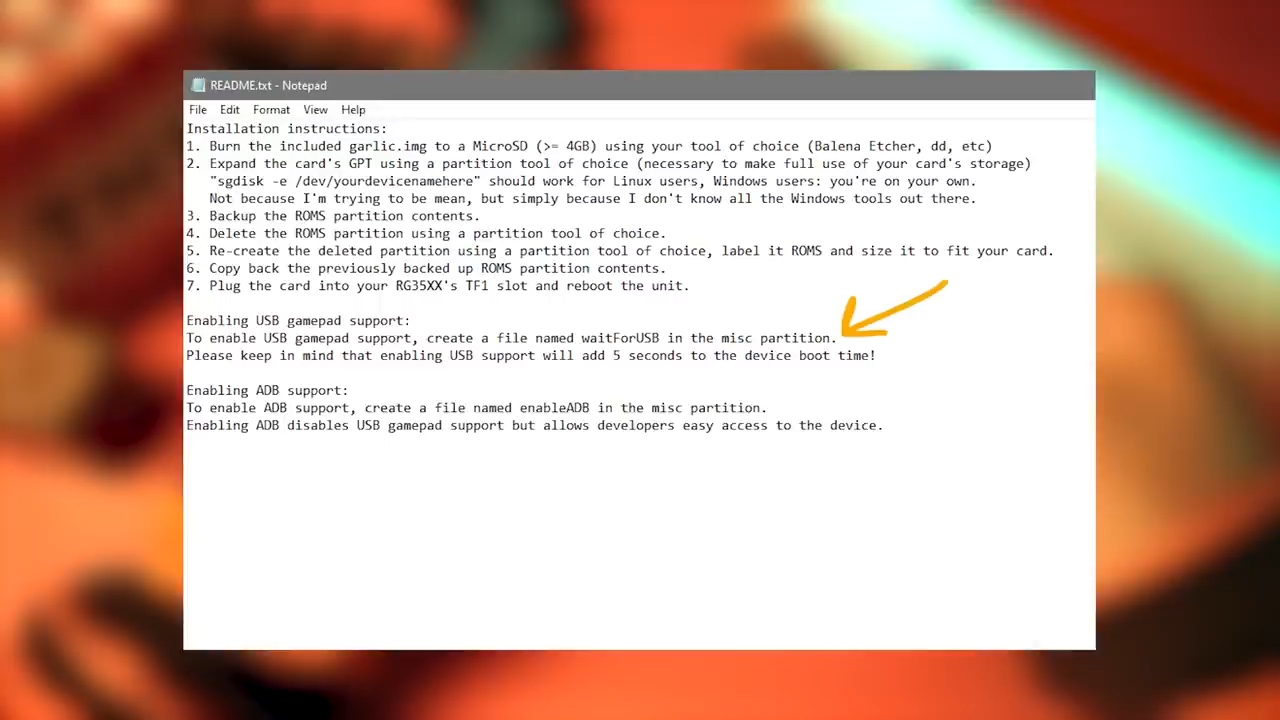 README.txt - Notepad
File Edit Format View Help
Installation instructions:
1. Burn the included garlic.img to a MicroSD (>= 4GB) using your tool of choice (Balena Etcher, dd, etc)
2. Expand the card's GPT using a partition tool of choice (necessary to make full use of your card's storage)
"sgdisk -e /dev/yourdevicenamehere" should work for Linux users, Windows users: you're on your own.
Not because I'm trying to be mean, but simply because I don't know all the Windows tools out there.
3. Backup the ROMS partition contents.
4. Delete the ROMS partition using a partition tool of choice.
5. Re-create the deleted partition using a partition tool of choice, label it ROMS and size it to fit your card.
6. Copy back the previously backed up ROMS partition contents.
7. Plug the card into your RG35XX's TF1 slot and reboot the unit.
Enabling USB gamepad support:
To enable USB gamepad support, create a file named waitForUSB in the misc partition.
Please keep in mind that enabling USB support will add 5 seconds to the device boot time!
Enabling ADB support:
To enable ADB support, create a file named enableADB in the misc partition.
Enabling ADB disables USB gamepad support but allows developers easy access to the device.